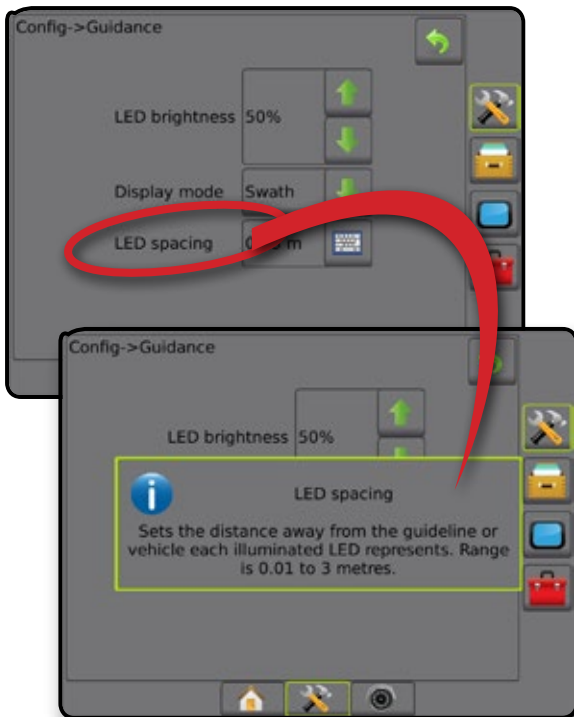 Config->Guidance
LED brightness 50%
Display mode Swath
LED spacing m
Config->Guidance
LED brightness 50%
LED spacing
Sets the distance away from the guideline or
vehicle each illuminated LED represents. Range
is 0.01 to 3 metres.